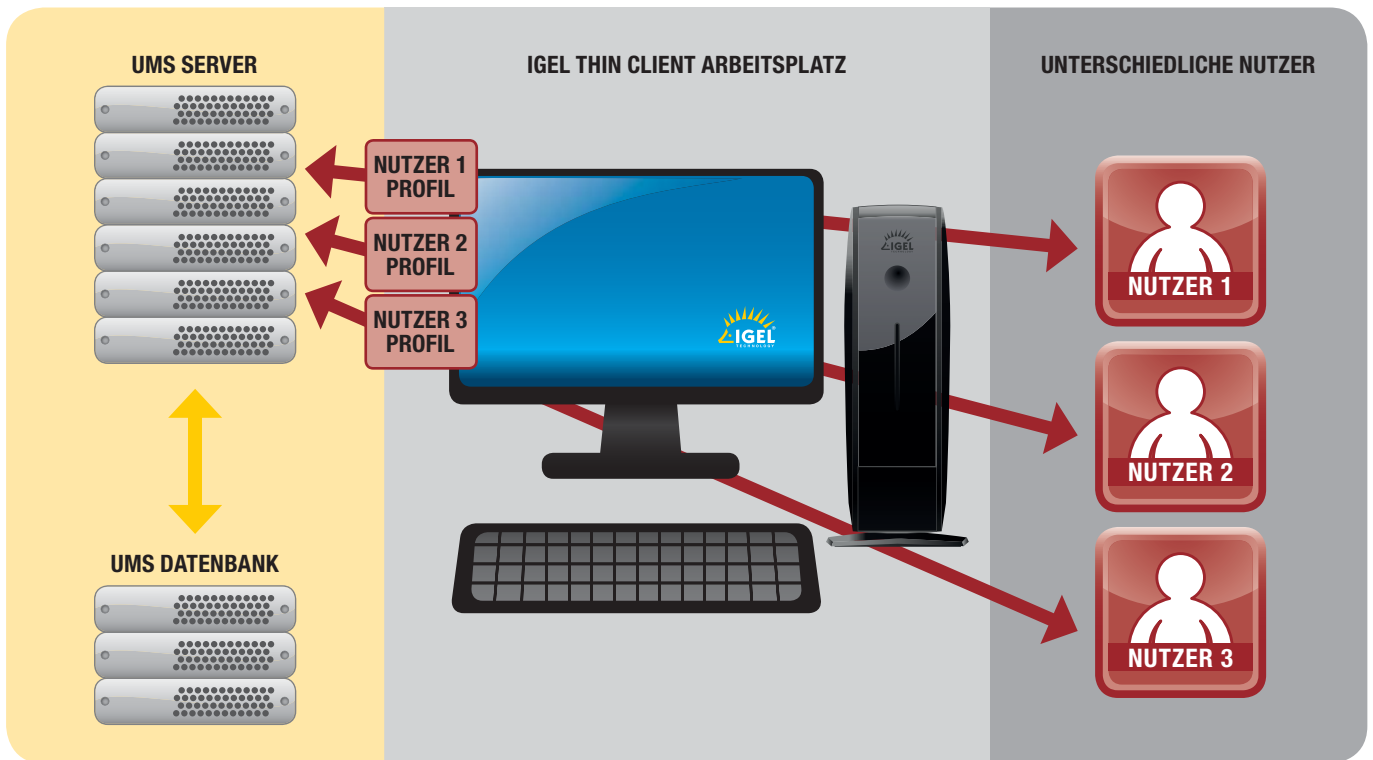 UMS SERVER
IGEL THIN CLIENT ARBEITSPLATZ
UNTERSCHIEDLICHE NUTZER
NUTZER 1
PROFIL
NUTZER 2
PROFIL
NUTZER 3
PROFIL
IGEL
TECHNOLOGY
IGEL
NUTZER 1
NUTZER 2
NUTZER 3
UMS DATENBANK